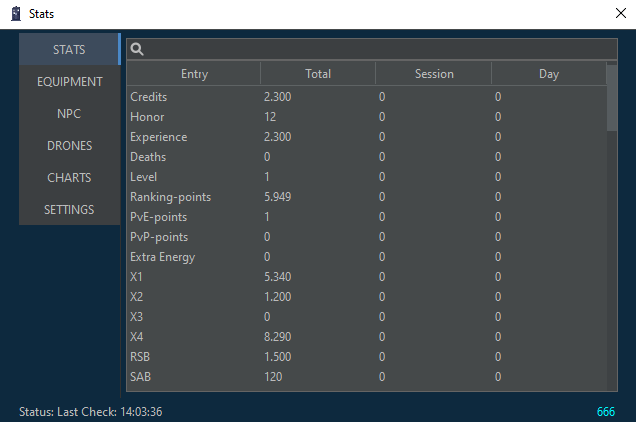 Stats
STATS
EQUIPMENT
NPC
DRONES
CHARTS
SETTINGS
Entry Total Session Day
Credits 2.300 0 0
Honor 12 0 0
Experience 2.300 0 0
Deaths 0 0 0
Level 1 0 0
Ranking-points 5.949 0 0
PvE-points 1 0 0
PvP-points 0 0 0
Extra Energy 0 0 0
X1 5.340 0 0
X2 1.200 0 0
X3 0 0 0
X4 8.290 0 0
RSB 1.500 0 0
SAB 120 0 0
Status: Last Check: 14:03:36 666